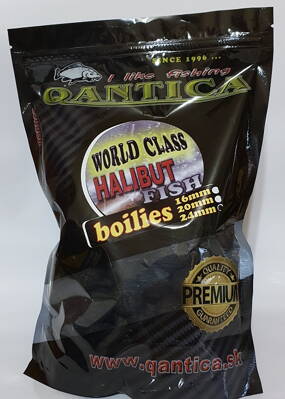 SINCE 1996 ...
I like fishing
QANTICA
WORLD CLASS
HALIBUT
FISH
boilies
16mm
20mm
24mm
QUALITY
PREMIUM
GUARANTEED
www.qantica.sk